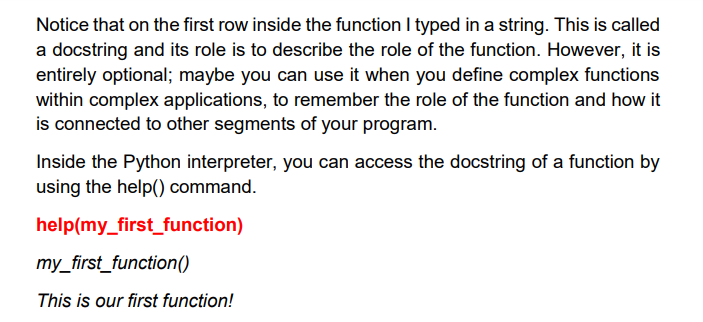 Notice that on the first row inside the function I typed in a string. This is called
a docstring and its role is to describe the role of the function. However, it is
entirely optional; maybe you can use it when you define complex functions
within complex applications, to remember the role of the function and how it
is connected to other segments of your program.
Inside the Python interpreter, you can access the docstring of a function by
using the help() command.
help(my_first_function)
my_first_function()
This is our first function!